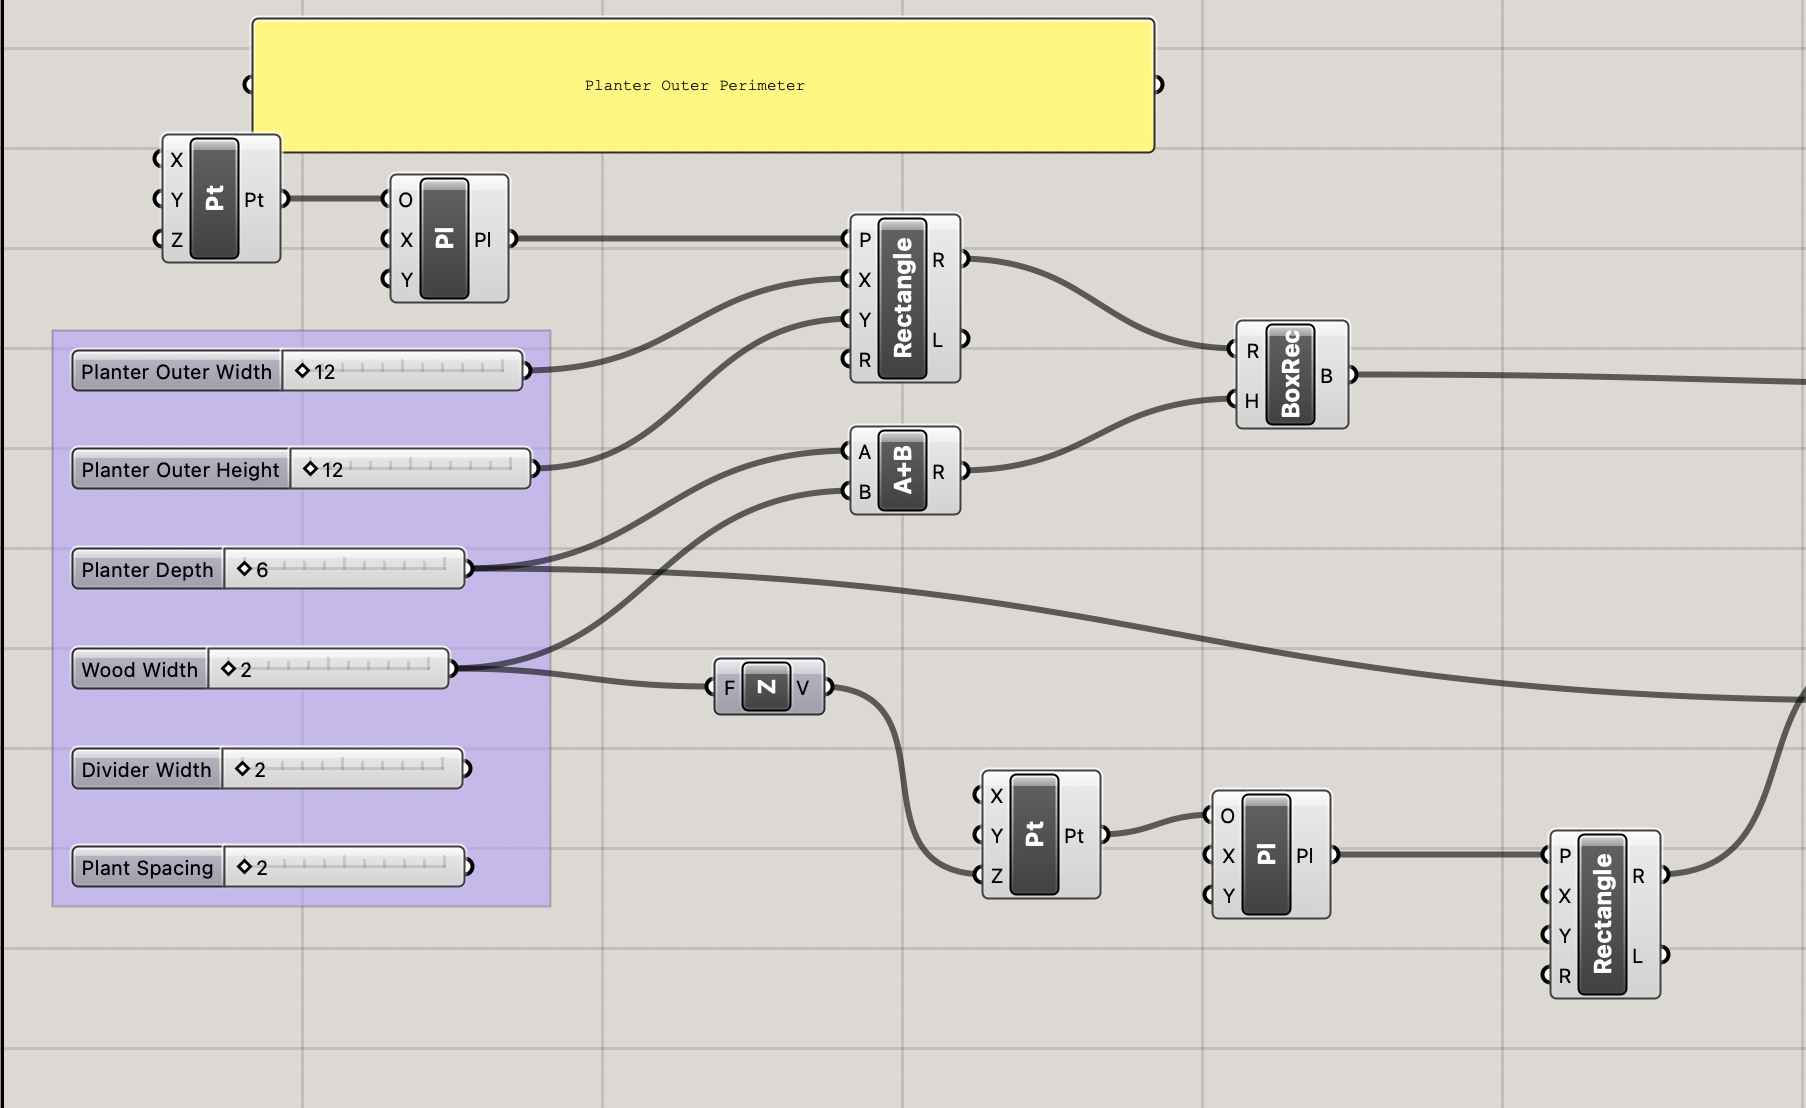 Planter Outer Perimeter
X
Y
Z
Pt
Pt
O
X
Y
Pl
Pl
P
X
Y
R
Rectangle
R
L
R
H
BoxRec
B
Planter Outer Width 12
Planter Outer Height 12
Planter Depth 6
Wood Width 2
Divider Width 2
Plant Spacing 2
A
B
A+B
R
F
Z
V
X
Y
Z
Pt
Pt
O
X
Y
Pl
Pl
P
X
Y
R
Rectangle
R
L